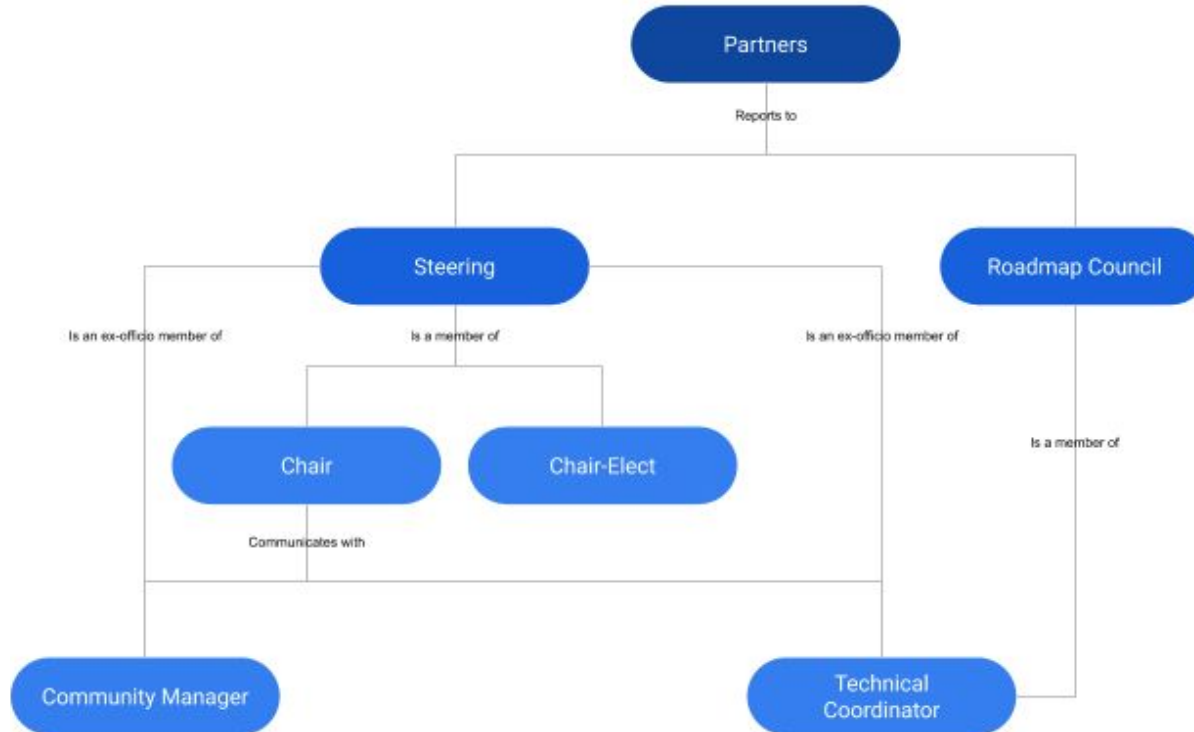 Partners
Reports to
Steering
Roadmap Council
Is an ex-officio member of
Is a member of
Is an ex-officio member of
Chair
Chair-Elect
Is a member of
Communicates with
Community Manager
Technical
Coordinator